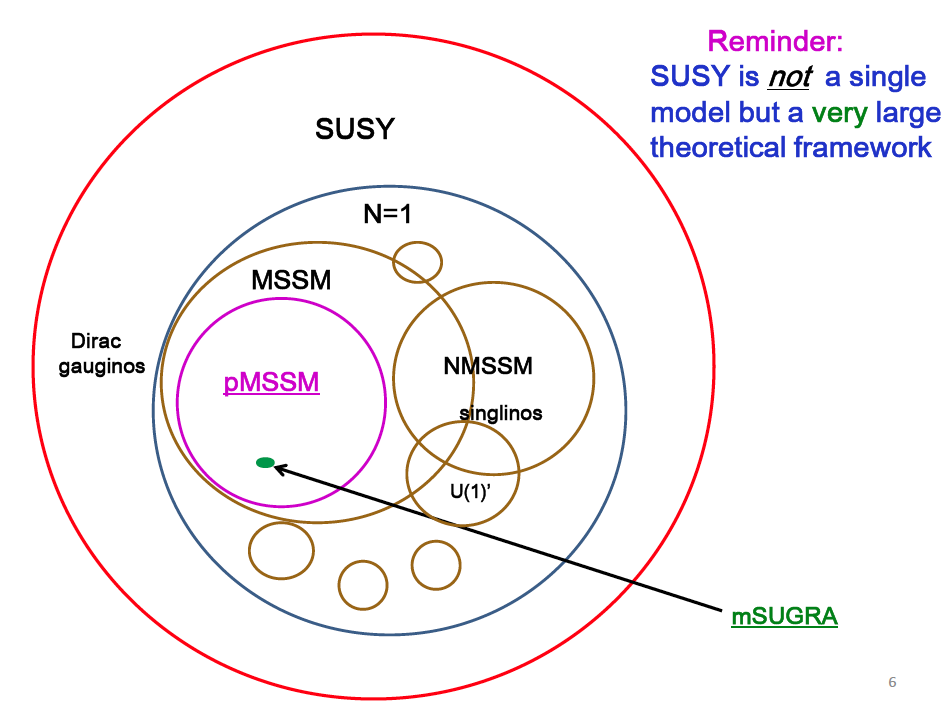 Reminder:
SUSY is not a single
model but a very large
theoretical framework
SUSY
N=1
MSSM
Dirac
gauginos
pMSSM
NMSSM
singlinos
U(1)’
mSUGRA
6